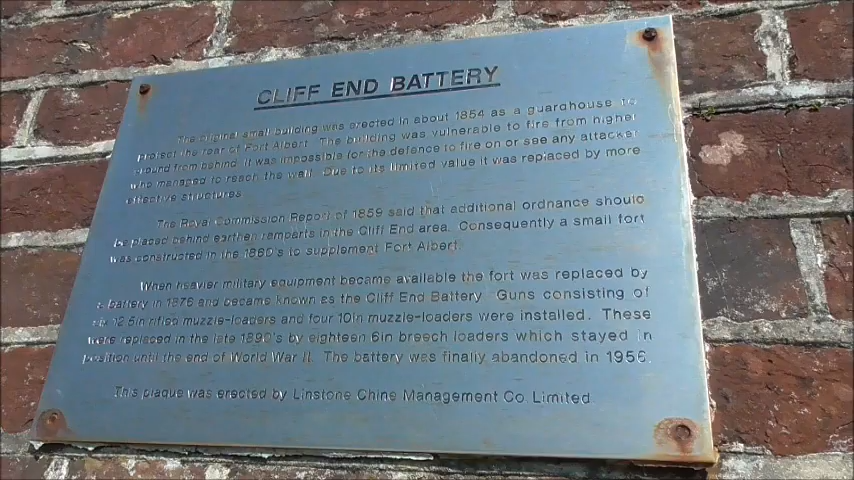 CLIFF END BATTERY
The original small building was erected in about 1854 as a guardhouse to
protect the rear of Fort Albert. The building was vulnerable to fire from higher
ground from behind. It was impossible for the defence to fire on or see any attacker
who managed to reach the wall. Due to its limited value it was replaced by more
effective structures.
The Royal Commission Report of 1859 said that additional ordnance should
be placed behind earthen ramparts in the Cliff End area. Consequently a small fort
was constructed in the 1860's to supplement Fort Albert.
When heavier military equipment became available the fort was replaced by
a battery in 1876 and became known as the Cliff End Battery. Guns consisting of
12.5in rifled muzzle-loaders and four 10in muzzle-loaders were installed. These
were replaced in the late 1890's by eighteen 6in breech loaders which stayed in
position until the end of World War II. The battery was finally abandoned in 1956.
This plaque was erected by Linstone Chine Management Co Limited